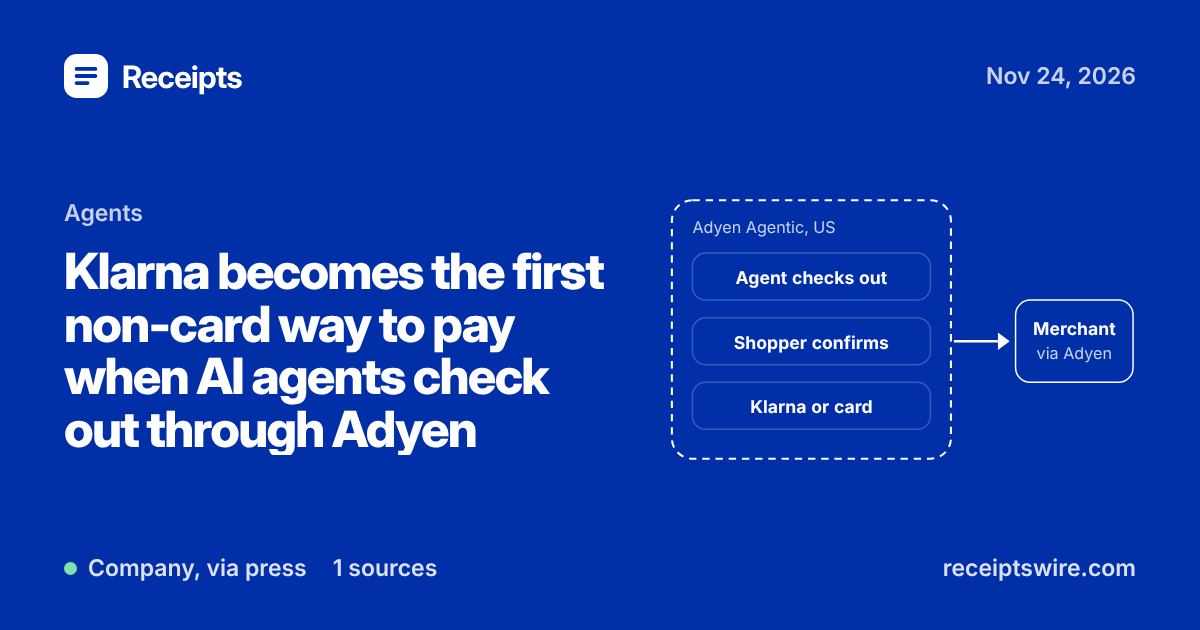 Receipts
Nov 24, 2026
Agents
Klarna becomes the first
non-card way to pay
when AI agents check
out through Adyen
Adyen Agentic, US
Agent checks out
Shopper confirms
Klarna or card
Merchant
via Adyen
Company, via press
1 sources
receiptswire.com